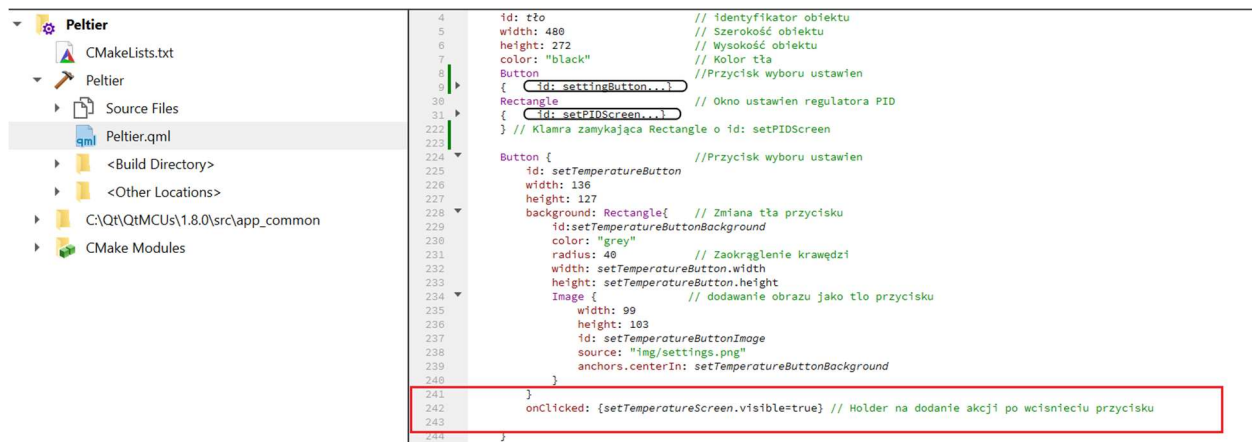 Peltier
CMakeLists.txt
Peltier
Source Files
Peltier.qml
<Build Directory>
<Other Locations>
C:\Qt\QtMCUs\1.8.0\src\app_common
CMake Modules
4 id: tło // identyfikator obiektu
5 width: 480 // Szerokość obiektu
6 height: 272 // Wysokość obiektu
7 color: "black" // Kolor tła
8 Button //Przycisk wyboru ustawien
9 { id: settingButton...}
30 Rectangle // Okno ustawien regulatora PID
31 { id: setPIDScreen...}
222 } // Klamra zamykająca Rectangle o id: setPIDScreen
223
224 Button { //Przycisk wyboru ustawien
225 id: setTemperatureButton
226 width: 136
227 height: 127
228 background: Rectangle{ // Zmiana tła przycisku
229 id:setTemperatureButtonBackground
230 color: "grey"
231 radius: 40 // Zaokrąglenie krawędzi
232 width: setTemperatureButton.width
233 height: setTemperatureButton.height
234 Image { // dodawanie obrazu jako tlo przycisku
235 width: 99
236 height: 103
237 id: setTemperatureButtonImage
238 source: "img/settings.png"
239 anchors.centerIn: setTemperatureButtonBackground
240 }
241 }
242 onClicked: {setTemperatureScreen.visible=true} // Holder na dodanie akcji po wcisnieciu przycisku
243
244 }